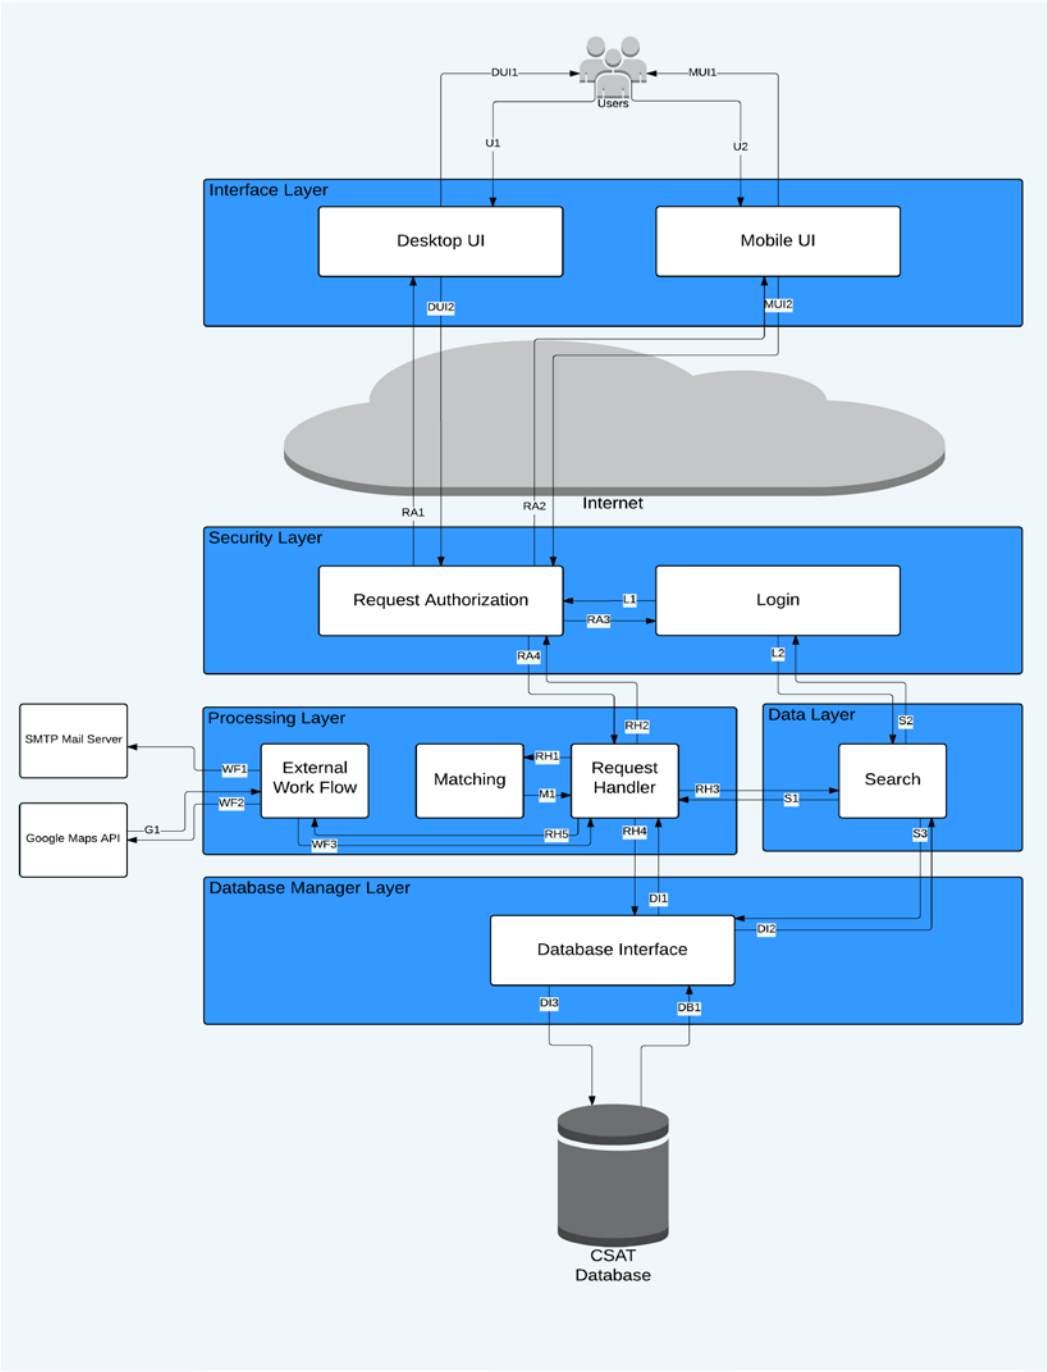 DUI1
MUI1
Users
U1
U2
Interface Layer
Desktop UI
Mobile UI
DUI2
MUI2
Internet
RA1
RA2
Security Layer
Request Authorization
L1
RA3
Login
RA4
L2
Processing Layer
RH2
Data Layer
S2
SMTP Mail Server
WF1
External
Work Flow
Matching
RH1
M1
Request
Handler
RH3
S1
Search
WF2
G1
Google Maps API
WF3
RH5
RH4
S3
Database Manager Layer
DI1
DI2
Database Interface
DI3
DB1
CSAT
Database